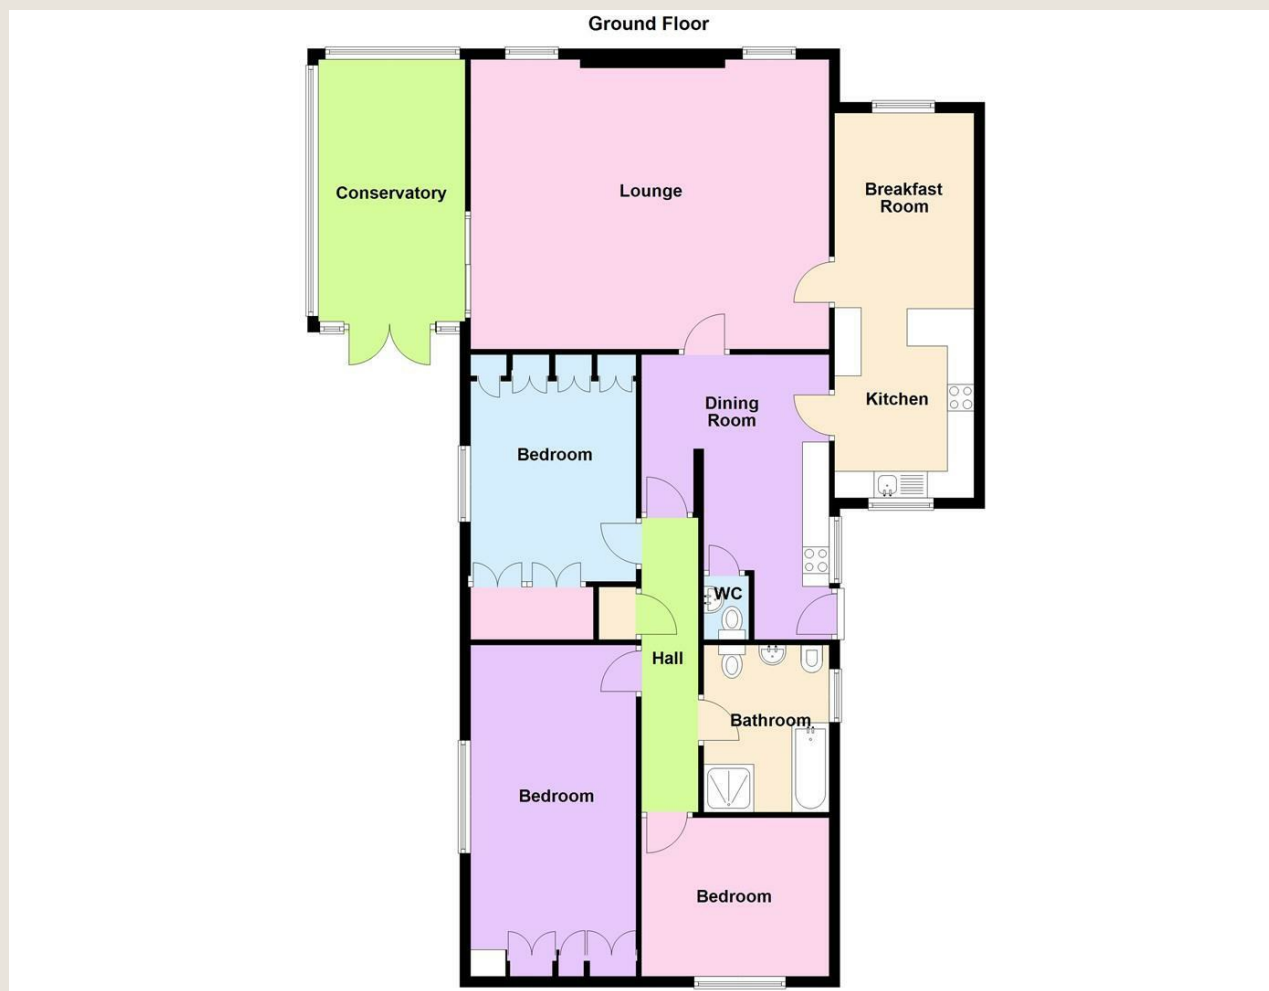 Ground Floor
Conservatory
Lounge
Breakfast
Room
Kitchen
Dining
Room
Bedroom
WC
Hall
Bathroom
Bedroom
Bedroom